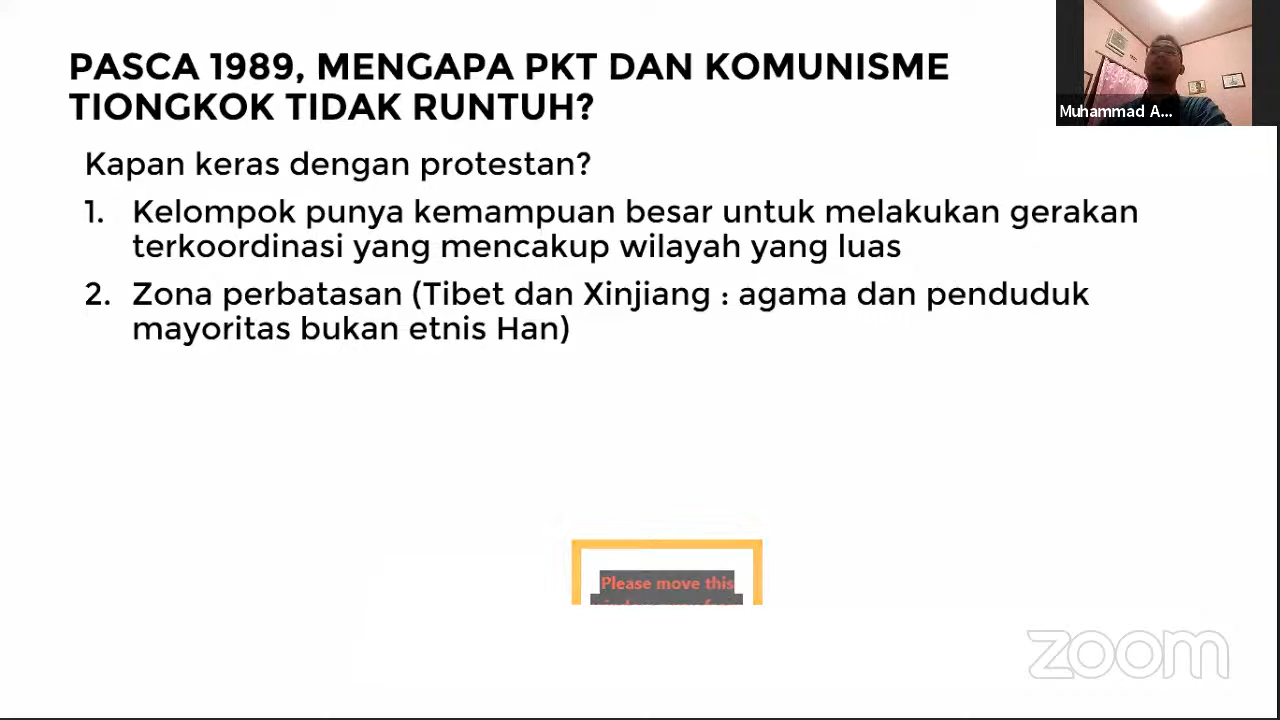 PASCA 1989, MENGAPA PKT DAN KOMUNISME
TIONGKOK TIDAK RUNTUH?
Muhammad A...
Kapan keras dengan protestan?
1. Kelompok punya kemampuan besar untuk melakukan gerakan
terkoordinasi yang mencakup wilayah yang luas
2. Zona perbatasan (Tibet dan Xinjiang : agama dan penduduk
mayoritas bukan etnis Han)
Please move this
zoom